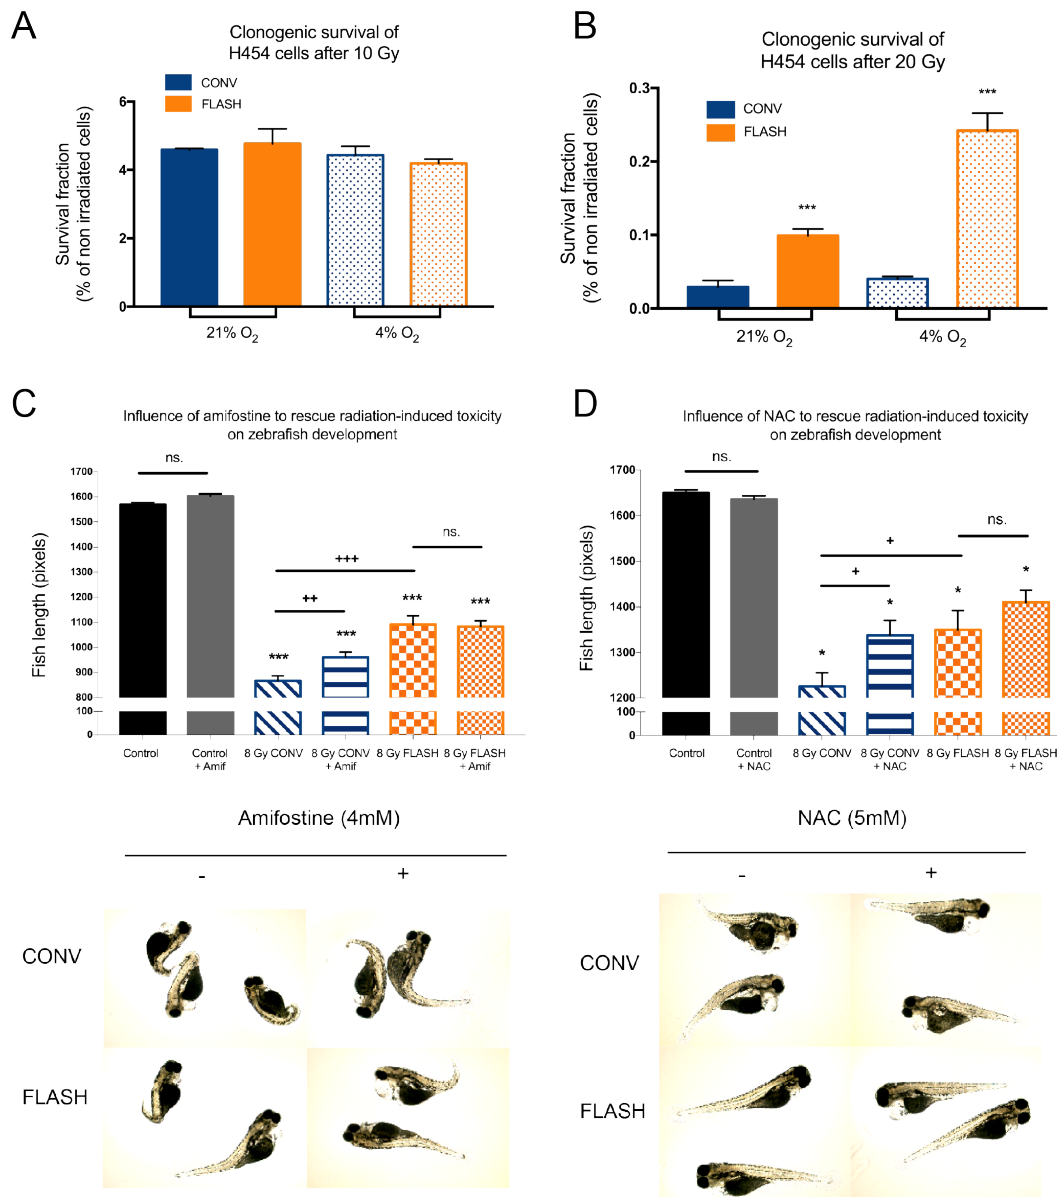 A
Clonogenic survival of
H454 cells after 10 Gy
CONV
FLASH
Survival fraction
(% of non irradiated cells)
6
4
2
0
21% O2
4% O2
B
Clonogenic survival of
H454 cells after 20 Gy
CONV
FLASH
Survival fraction
(% of non irradiated cells)
0.3
0.2
0.1
0.0
***
***
21% O2
4% O2
C
Influence of amifostine to rescue radiation-induced toxicity
on zebrafish development
Fish length (pixels)
1700
1600
1500
1400
1300
1200
1100
1000
900
800
100
0
ns.
ns.
+++
++
***
***
***
***
Control
Control
+ Amif
8 Gy CONV
8 Gy CONV
+ Amif
8 Gy FLASH
8 Gy FLASH
+ Amif
D
Influence of NAC to rescue radiation-induced toxicity
on zebrafish development
Fish length (pixels)
1700
1600
1500
1400
1300
1200
100
0
ns.
ns.
+
+
*
*
*
*
Control
Control
+ NAC
8 Gy CONV
8 Gy CONV
+ NAC
8 Gy FLASH
8 Gy FLASH
+ NAC
Amifostine (4mM)
- +
CONV
FLASH
NAC (5mM)
- +
CONV
FLASH